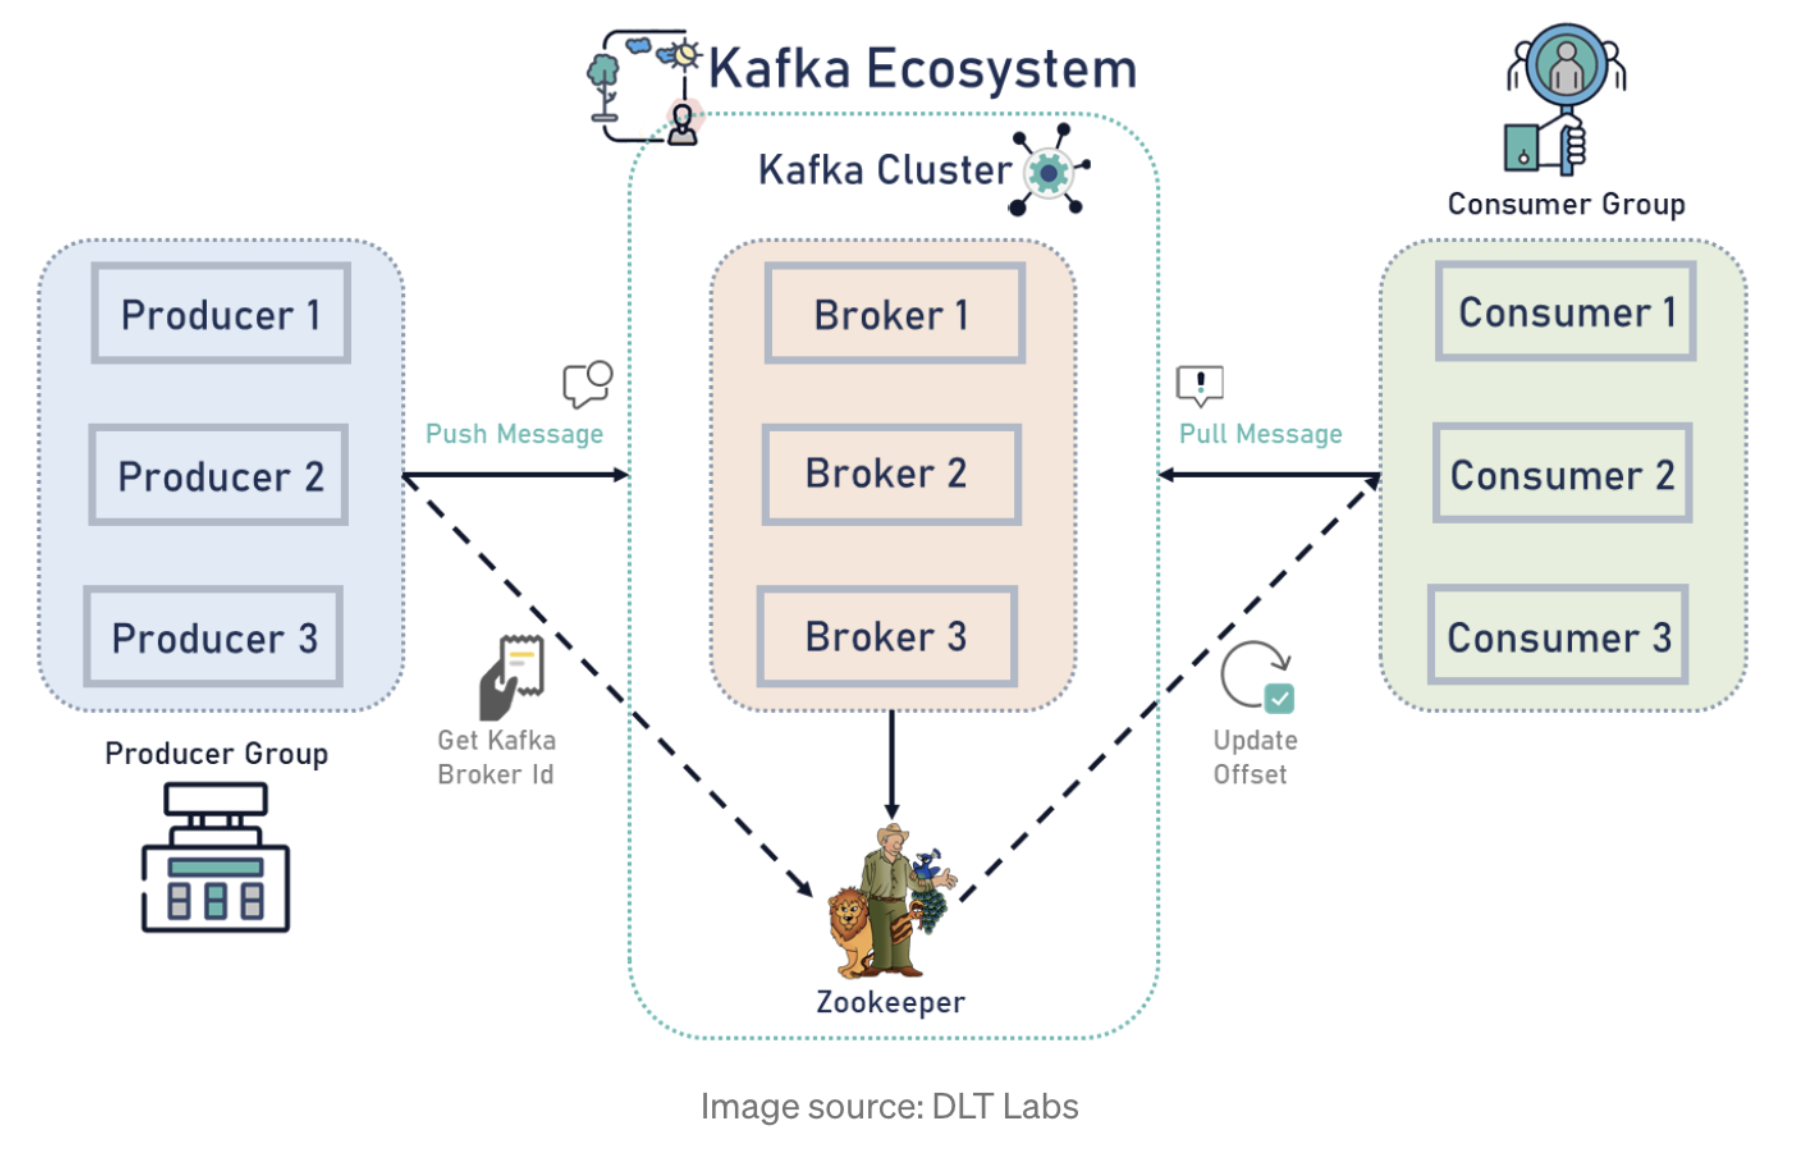 Kafka Ecosystem
Kafka Cluster
Consumer Group
Producer 1
Producer 2
Producer 3
Producer Group
Push Message
Get Kafka
Broker Id
Broker 1
Broker 2
Broker 3
Zookeeper
Pull Message
Update
Offset
Consumer 1
Consumer 2
Consumer 3
Image source: DLT Labs